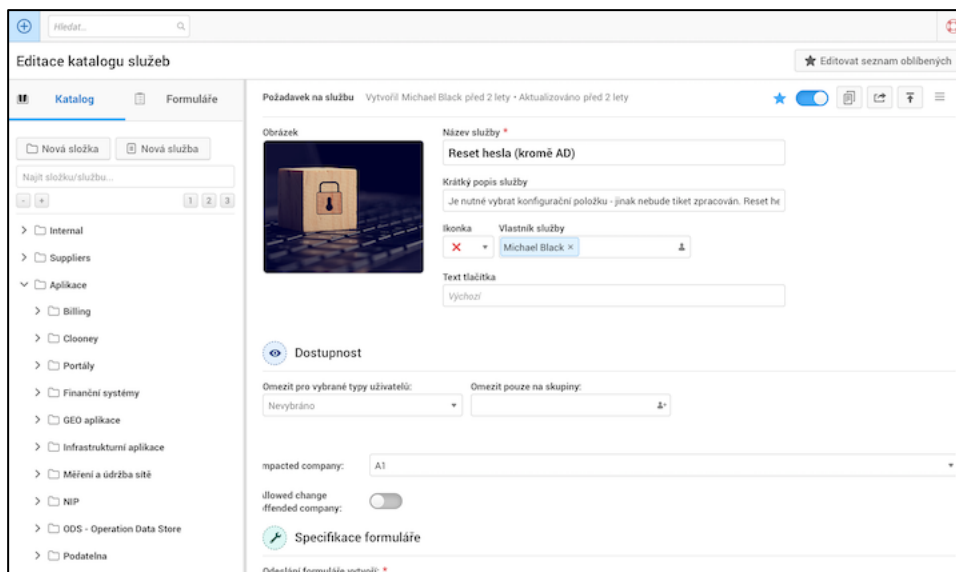 Hledat...
Editace katalogu služeb
Editovat seznam oblíbených
Katalog
Formuláře
Nová složka
Nová služba
Najít složku/službu...
- + 1 2 3
Internal
Suppliers
Aplikace
Billing
Clooney
Portály
Finanční systémy
GEO aplikace
Infrastrukturní aplikace
Měření a údržba sítě
NIP
ODS - Operation Data Store
Podatelna
Požadavek na službu Vytvořil Michael Black před 2 lety • Aktualizováno před 2 lety
Obrázek
Název služby *
Reset hesla (kromě AD)
Krátký popis služby
Je nutné vybrat konfigurační položku - jinak nebude tiket zpracován. Reset he
Ikonka Vlastník služby
Michael Black ×
Text tlačítka
Výchozí
Dostupnost
Omezit pro vybrané typy uživatelů: Omezit pouze na skupiny:
Nevybráno
mpacted company: A1
llowed change
ffended company:
Specifikace formuláře
Odeslání formuláře vytvoří: *